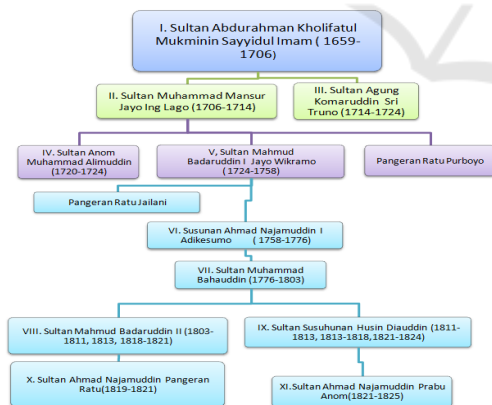 I. Sultan Abdurahman Kholifatul
Mukminin Sayyidul Imam ( 1659-
1706)
II. Sultan Muhammad Mansur
Jayo Ing Lago (1706-1714)
III. Sultan Agung
Komaruddin Sri
Truno (1714-1724)
IV. Sultan Anom
Muhammad Alimuddin
(1720-1724)
V, Sultan Mahmud
Badaruddin I Jayo Wikramo
(1724-1758)
Pangeran Ratu Purboyo
Pangeran Ratu Jailani
VI. Susunan Ahmad Najamuddin I
Adikesumo ( 1758-1776)
VII. Sultan Muhammad
Bahauddin (1776-1803)
VIII. Sultan Mahmud Badaruddin II (1803-
1811, 1813, 1818-1821)
IX. Sultan Susuhunan Husin Diauddin (1811-
1813, 1813-1818,1821-1824)
X. Sultan Ahmad Najamuddin Pangeran
Ratu(1819-1821)
XI.Sultan Ahmad Najamuddin Prabu
Anom(1821-1825)